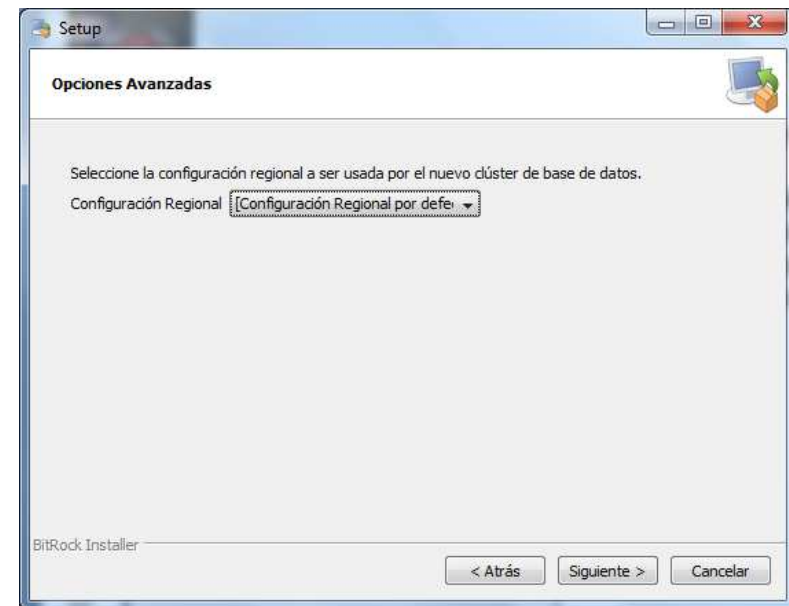 Setup
Opciones Avanzadas
Seleccione la configuración regional a ser usada por el nuevo clúster de base de datos.
Configuración Regional [Configuración Regional por defe
BitRock Installer
< Atrás Siguiente > Cancelar